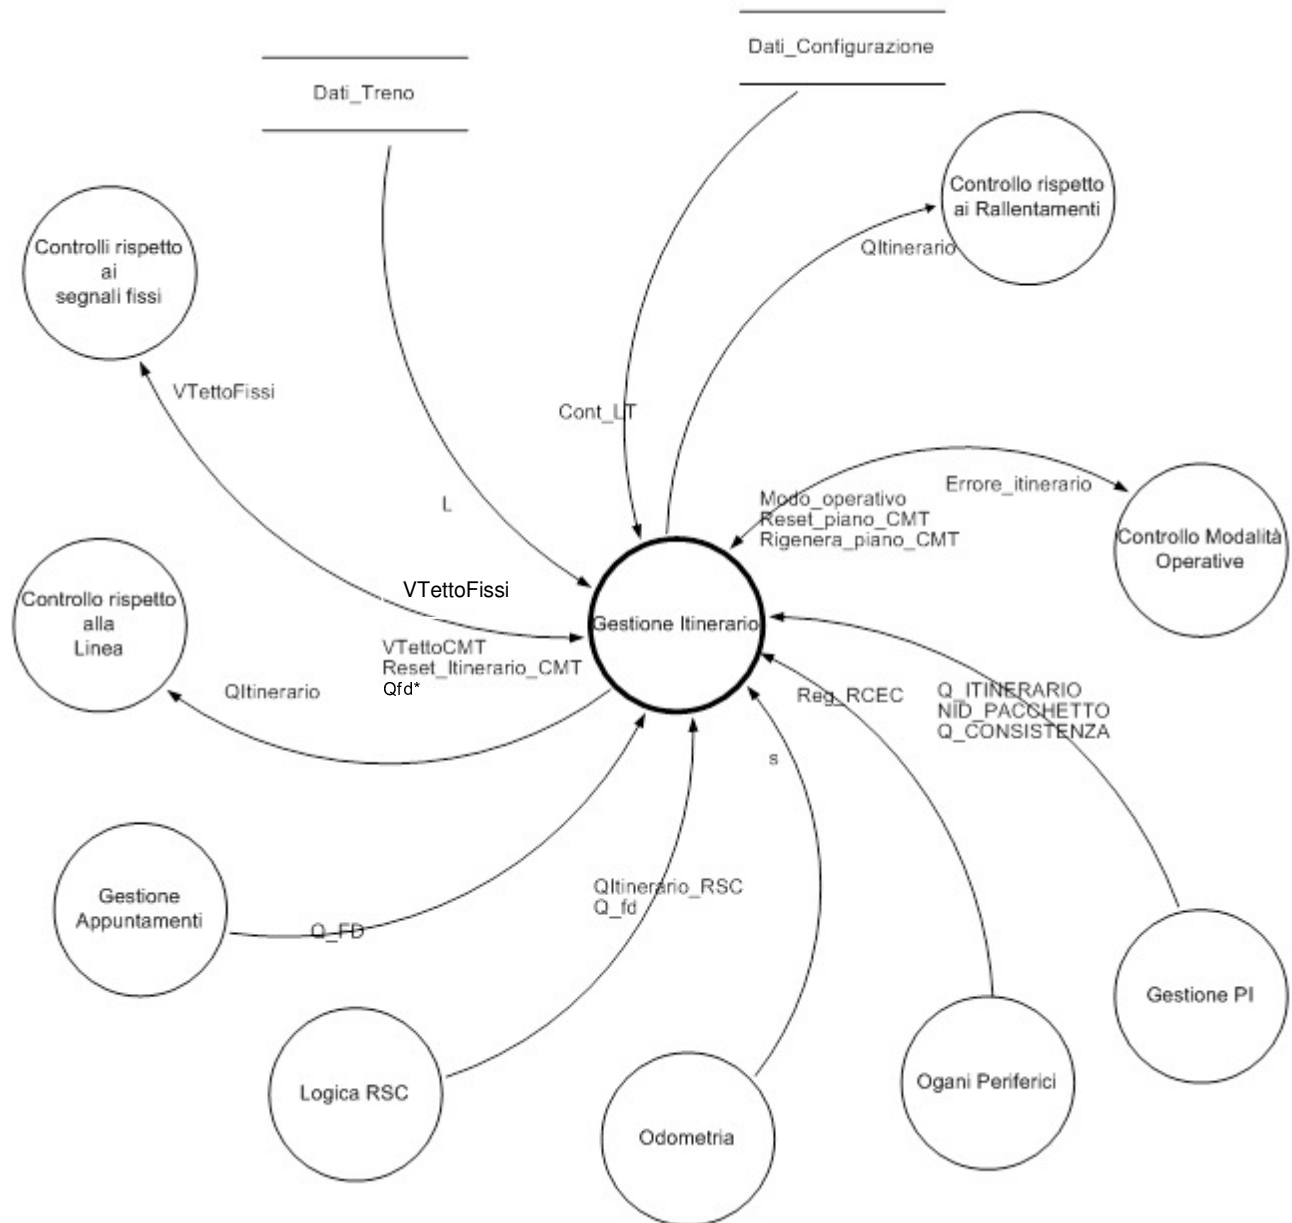 Dati_Configurazione
Dati_Treno
Controllo rispetto
ai Rallentamenti
Controlli rispetto
ai
segnali fissi
QItinerario
VTettoFissi
Cont_LT
L
Errore_itinerario
Modo_operativo
Reset_piano_CMT
Rigenera_piano_CMT
Controllo Modalità
Operative
VTettoFissi
Gestione Itinerario
Controllo rispetto
alla
Linea
VTettoCMT
Reset_Itinerario_CMT
Qfd*
QItinerario
Reg_RCEC
Q_ITINERARIO
NID_PACCHETTO
Q_CONSISTENZA
s
Gestione
Appuntamenti
Q_FD
QItinerario_RSC
Q_fd
Gestione PI
Logica RSC
Ogani Periferici
Odometria